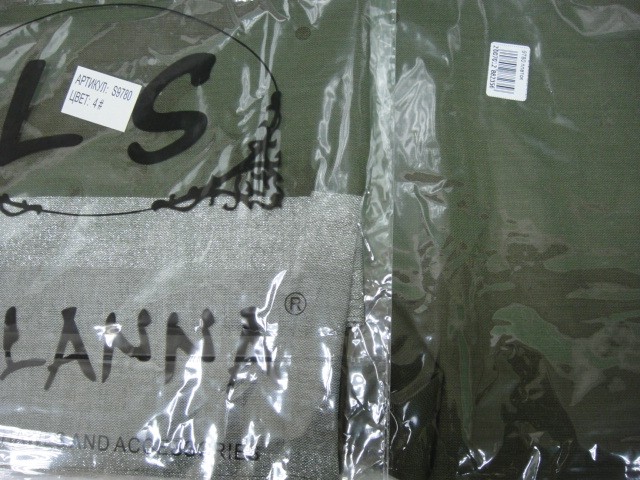 LS
АРТИКУЛ: S9780
ЦВЕТ: 4#
LANNA®
AND ACCESSORIES